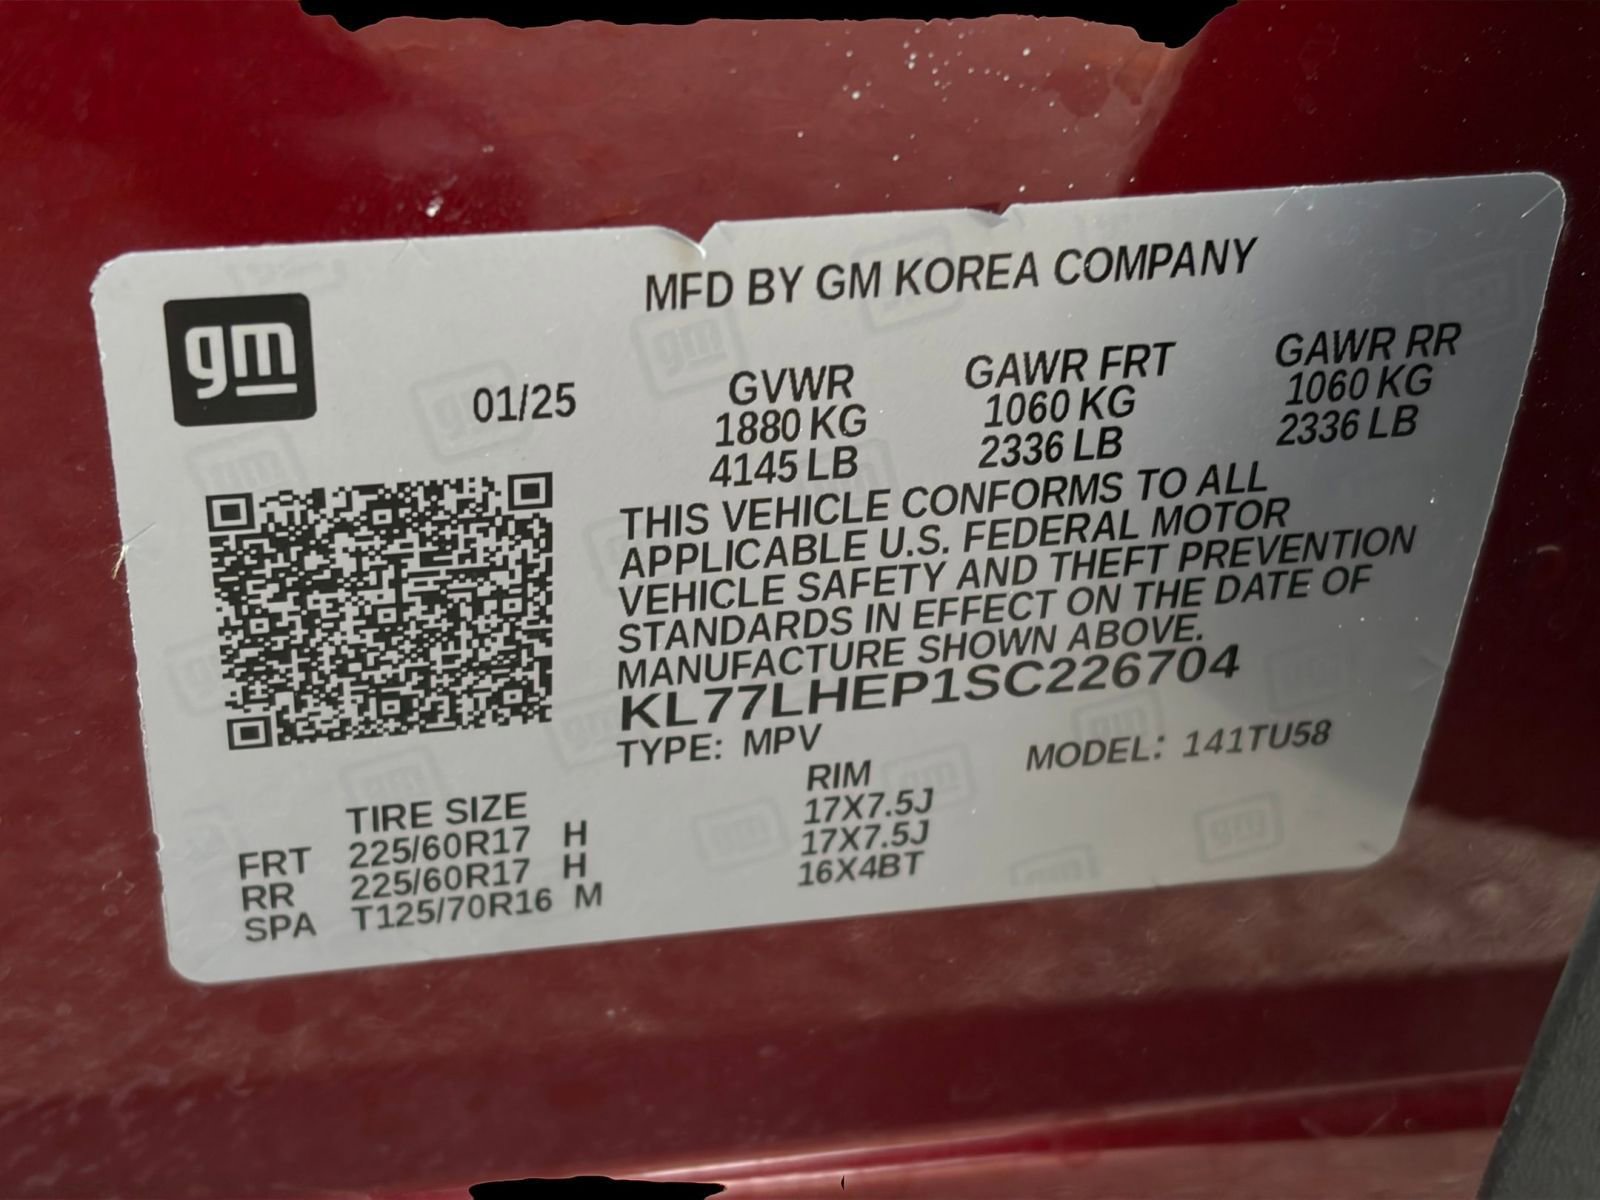 MFD BY GM KOREA COMPANY
gm
01/25
GVWR GAWR FRT GAWR RR
1880 KG 1060 KG 1060 KG
4145 LB 2336 LB 2336 LB
THIS VEHICLE CONFORMS TO ALL
APPLICABLE U.S. FEDERAL MOTOR
VEHICLE SAFETY AND THEFT PREVENTION
STANDARDS IN EFFECT ON THE DATE OF
MANUFACTURE SHOWN ABOVE.
KL77LHEP1SC226704
TYPE: MPV MODEL: 141TU58
TIRE SIZE RIM
FRT 225/60R17 H 17X7.5J
RR 225/60R17 H 17X7.5J
SPA T125/70R16 M 16X4BT